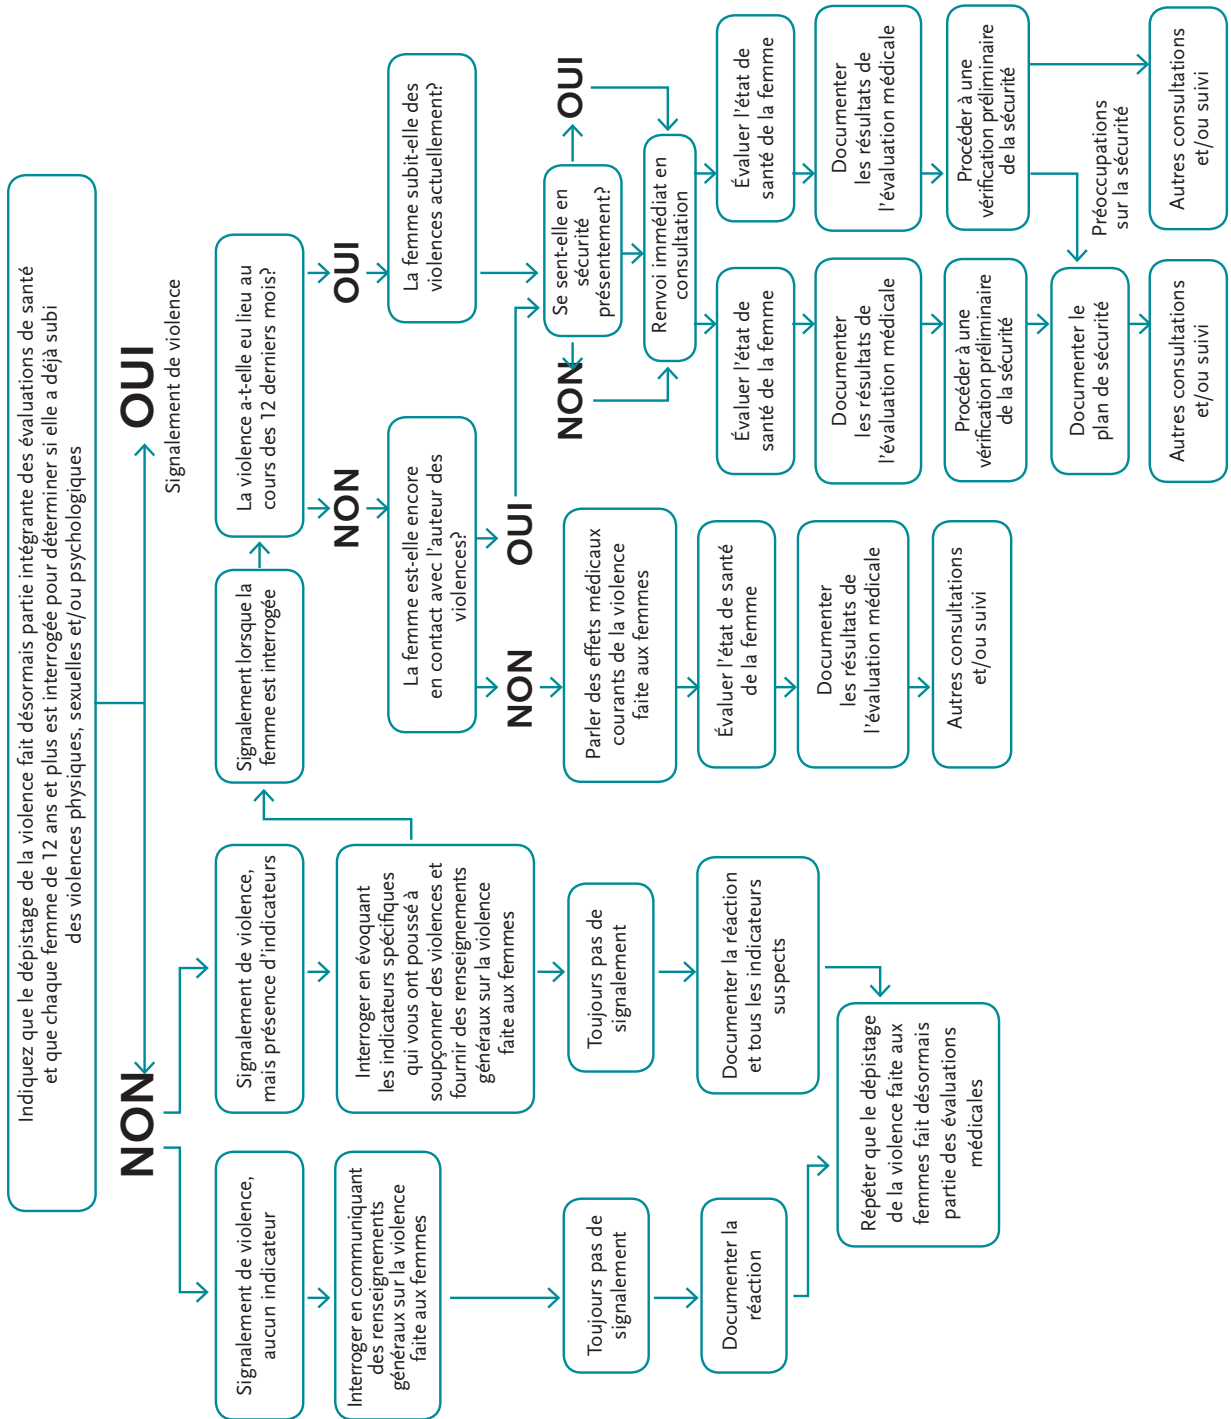 Indiquez que le dépistage de la violence fait désormais partie intégrante des évaluations de santé
et que chaque femme de 12 ans et plus est interrogée pour déterminer si elle a déjà subi
des violences physiques, sexuelles et/ou psychologiques
NON
OUI
Signalement de violence
Signalement de violence,
aucun indicateur
Interroger en communiquant
des renseignements
généraux sur la violence
faite aux femmes
Toujours pas de
signalement
Documenter la
réaction
Signalement de violence,
mais présence d'indicateurs
Interroger en évoquant
les indicateurs spécifiques
qui vous ont poussé à
soupçonner des violences et
fournir des renseignements
généraux sur la violence
faite aux femmes
Toujours pas de
signalement
Documenter la réaction
et tous les indicateurs
suspects
Répéter que le dépistage
de la violence faite aux
femmes fait désormais
partie des évaluations
médicales
Signalement lorsque la
femme est interrogée
La violence a-t-elle eu lieu au
cours des 12 derniers mois?
NON
OUI
La femme est-elle encore
en contact avec l'auteur des
violences?
NON
OUI
Parler des effets médicaux
courants de la violence
faite aux femmes
Évaluer l'état de santé
de la femme
Documenter
les résultats de
l'évaluation médicale
Autres consultations
et/ou suivi
La femme subit-elle des
violences actuellement?
Se sent-elle en
sécurité
présentement?
NON
OUI
Renvoi immédiat en
consultation
Évaluer l'état de
santé de la femme
Documenter
les résultats de
l'évaluation médicale
Procéder à une
vérification préliminaire
de la sécurité
Documenter le
plan de sécurité
Autres consultations
et/ou suivi
Évaluer l'état de
santé de la femme
Documenter
les résultats de
l'évaluation médicale
Procéder à une
vérification préliminaire
de la sécurité
Préoccupations
sur la sécurité
Autres consultations
et/ou suivi